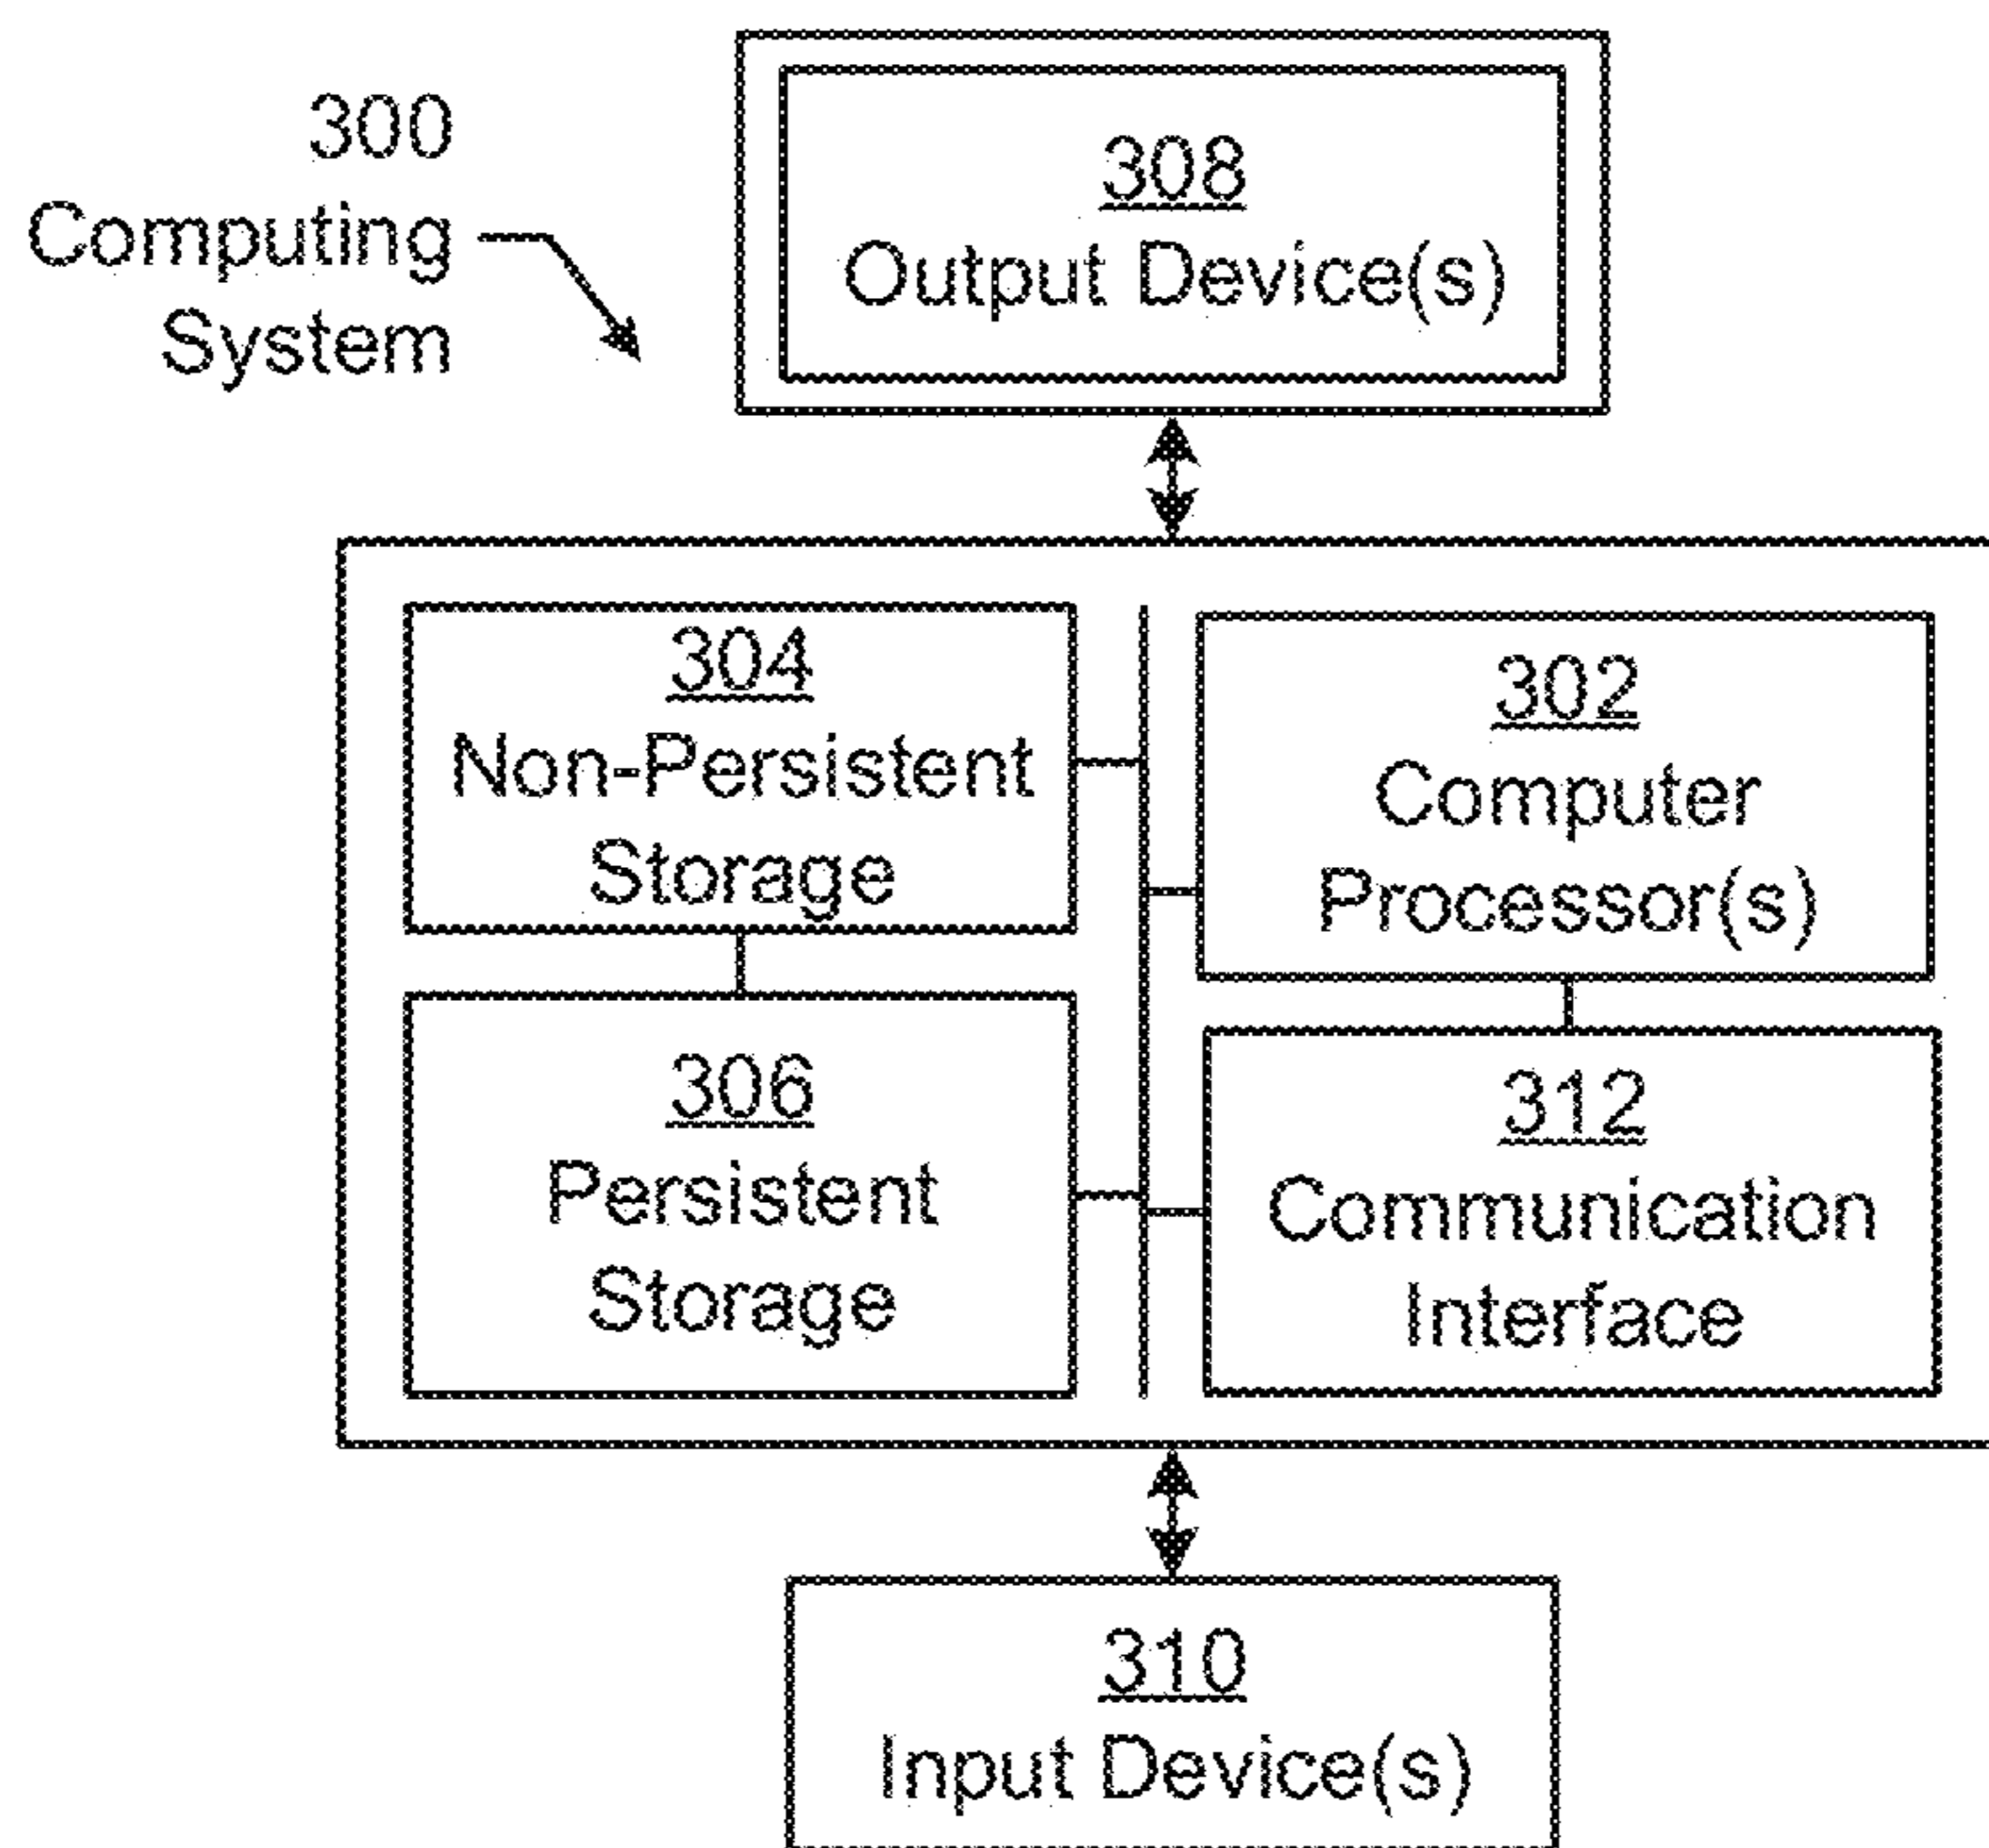 300
Computing
System
308
Output Device(s)
304
Non-Persistent
Storage
302
Computer
Processor(s)
306
Persistent
Storage
312
Communication
Interface
310
Input Device(s)